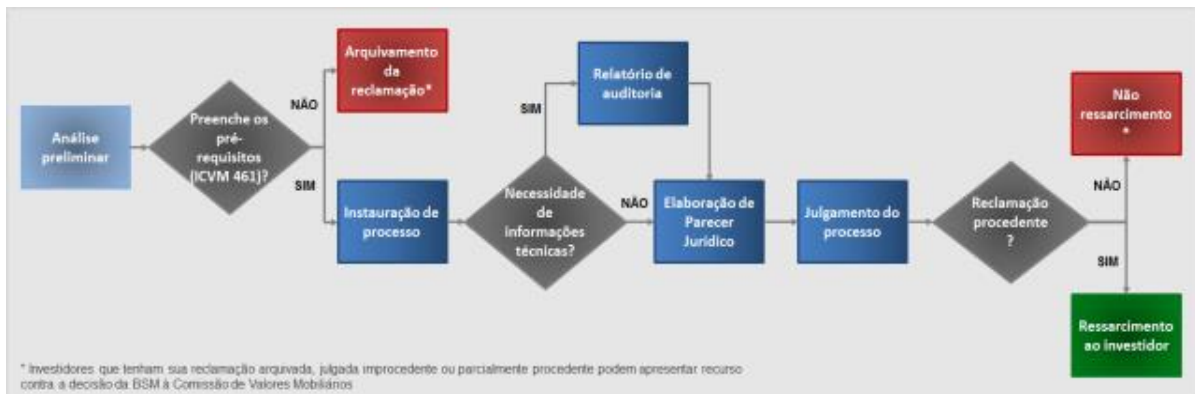 Análise
preliminar
Preenche os
pré-
requisitos
(ICVM 461)?
NÃO
Arquivamento
da
reclamação*
SIM
Instauração de
processo
Necessidade
de
informações
técnicas?
SIM
Relatório de
auditoria
NÃO
Elaboração de
Parecer
Jurídico
Julgamento do
processo
Reclamação
procedente
?
NÃO
Não
ressarcimento
*
SIM
Ressarcimento
ao investidor
* Investidores que tenham sua reclamação arquivada, julgada improcedente ou parcialmente procedente podem apresentar recurso
contra a decisão da BSM à Comissão de Valores Mobiliários